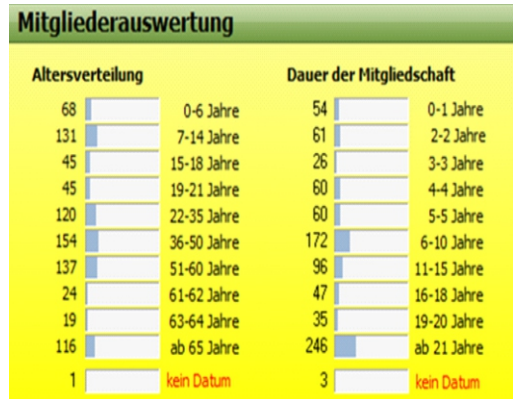 Mitgliederauswertung
Altersverteilung
68 0-6 Jahre
131 7-14 Jahre
45 15-18 Jahre
45 19-21 Jahre
120 22-35 Jahre
154 36-50 Jahre
137 51-60 Jahre
24 61-62 Jahre
19 63-64 Jahre
116 ab 65 Jahre
1 kein Datum
Dauer der Mitgliedschaft
54 0-1 Jahre
61 2-2 Jahre
26 3-3 Jahre
60 4-4 Jahre
60 5-5 Jahre
172 6-10 Jahre
96 11-15 Jahre
47 16-18 Jahre
35 19-20 Jahre
246 ab 21 Jahre
3 kein Datum